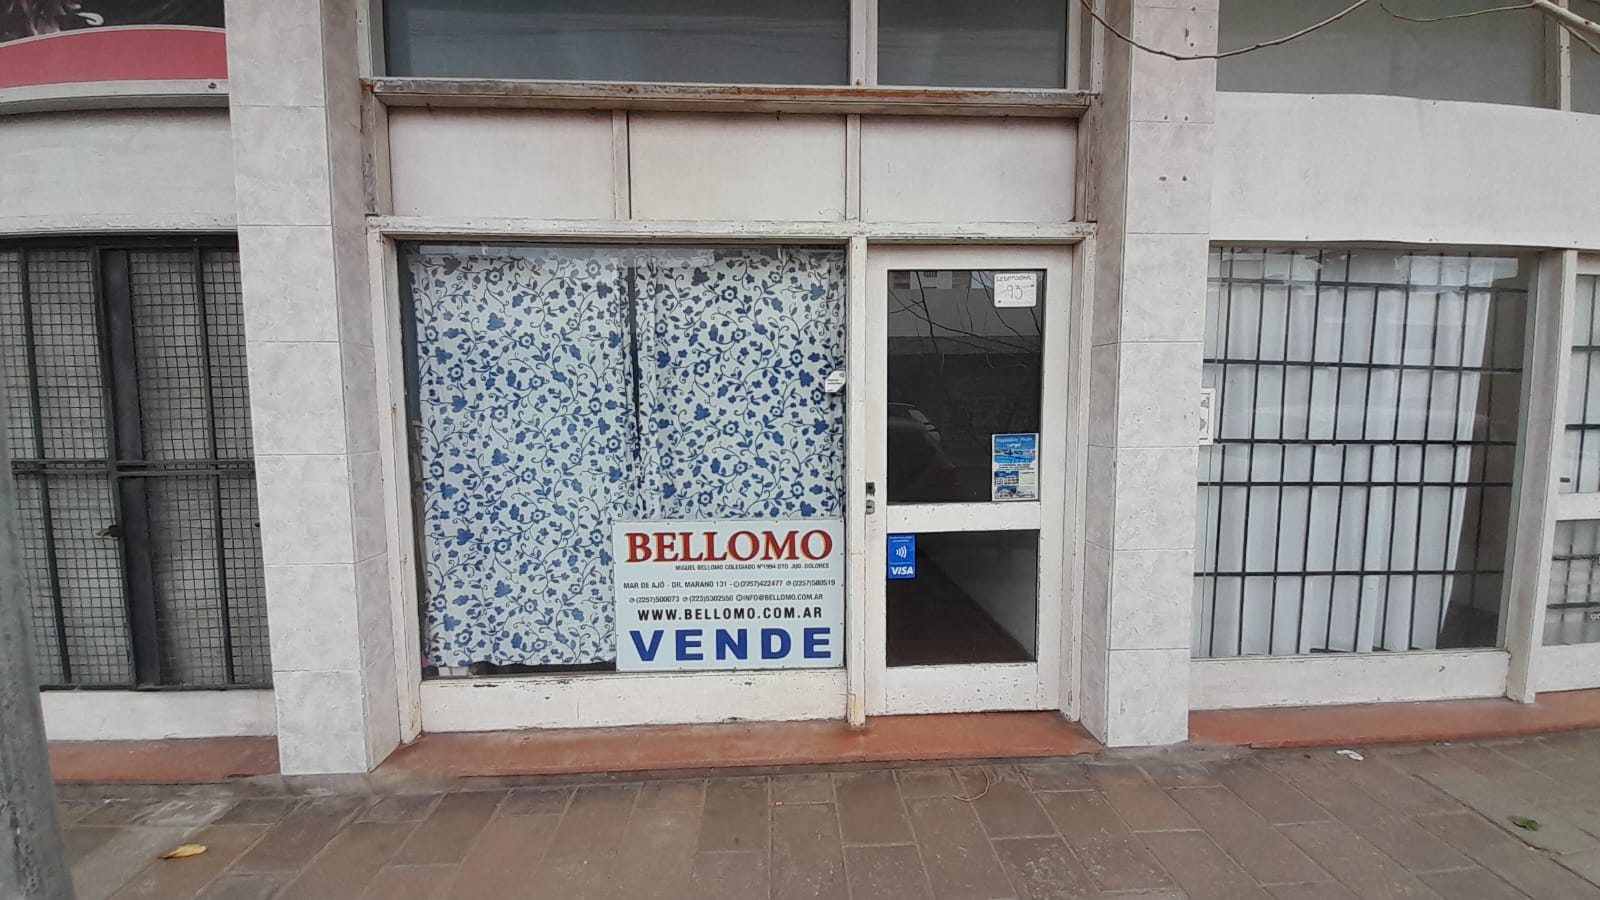 Lebensohn
93
BELLOMO
MIGUEL BELLOMO COLEGIADO Nº1994 DTO. JUD. DOLORES
MAR DE AJÓ - DR. MARANO 131 - (2257)422477 (2257)580519
(2257)500073 (223)5302550 INFO@BELLOMO.COM.AR
WWW.BELLOMO.COM.AR
VENDE
VISA